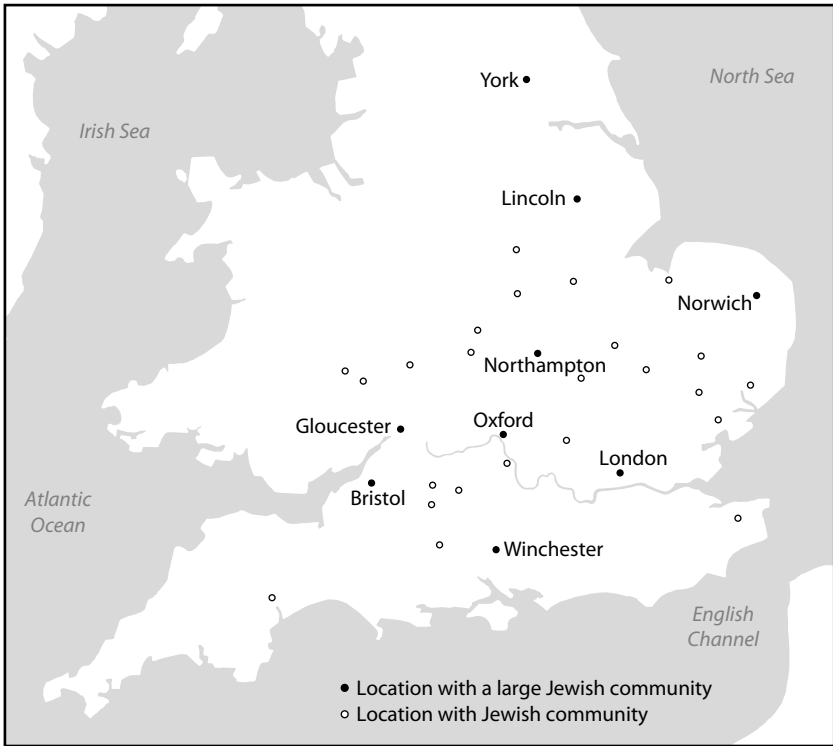 York
North Sea
Irish Sea
Lincoln
Norwich
Northampton
Gloucester
Oxford
London
Atlantic
Ocean
Bristol
Winchester
English
Channel
Location with a large Jewish community
Location with Jewish community